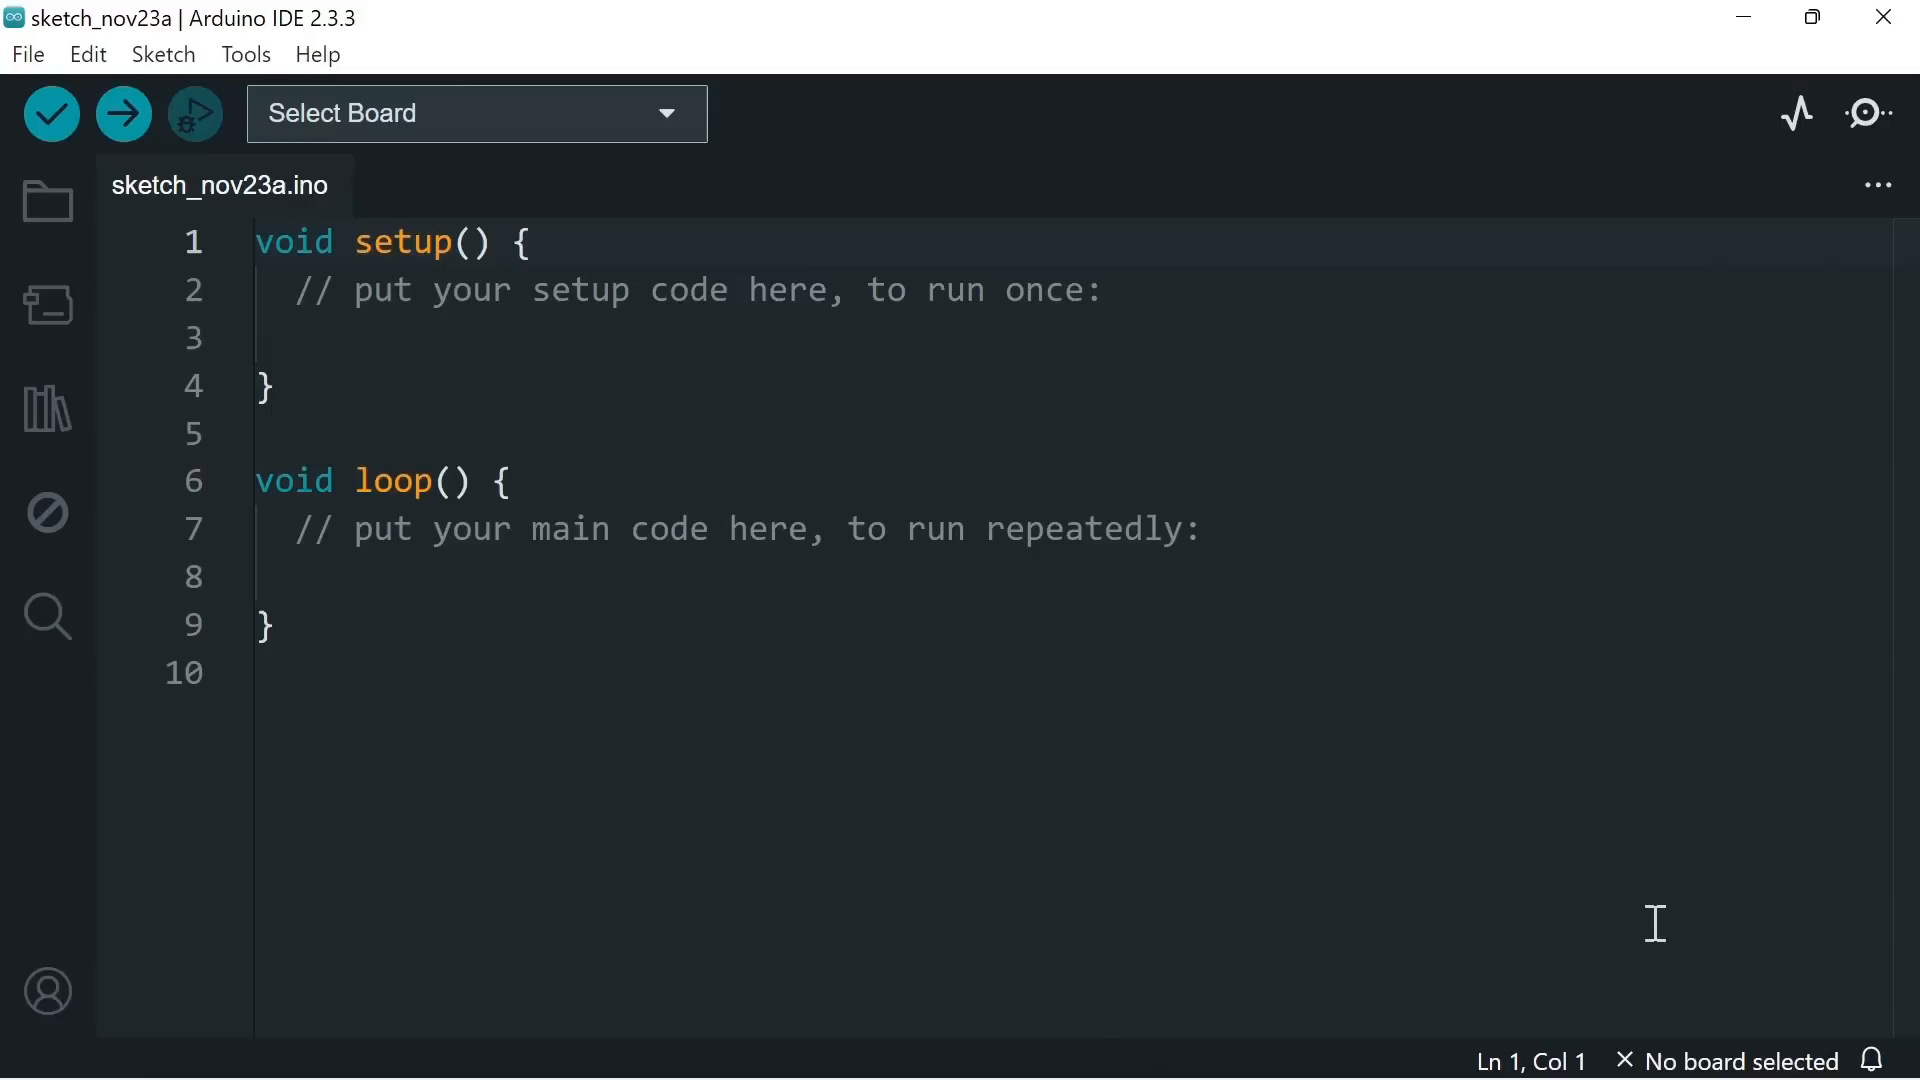 sketch_nov23a | Arduino IDE 2.3.3
File Edit Sketch Tools Help
Select Board
sketch_nov23a.ino
1 void setup() {
2 // put your setup code here, to run once:
3
4 }
5
6 void loop() {
7 // put your main code here, to run repeatedly:
8
9 }
10
Ln 1, Col 1 × No board selected